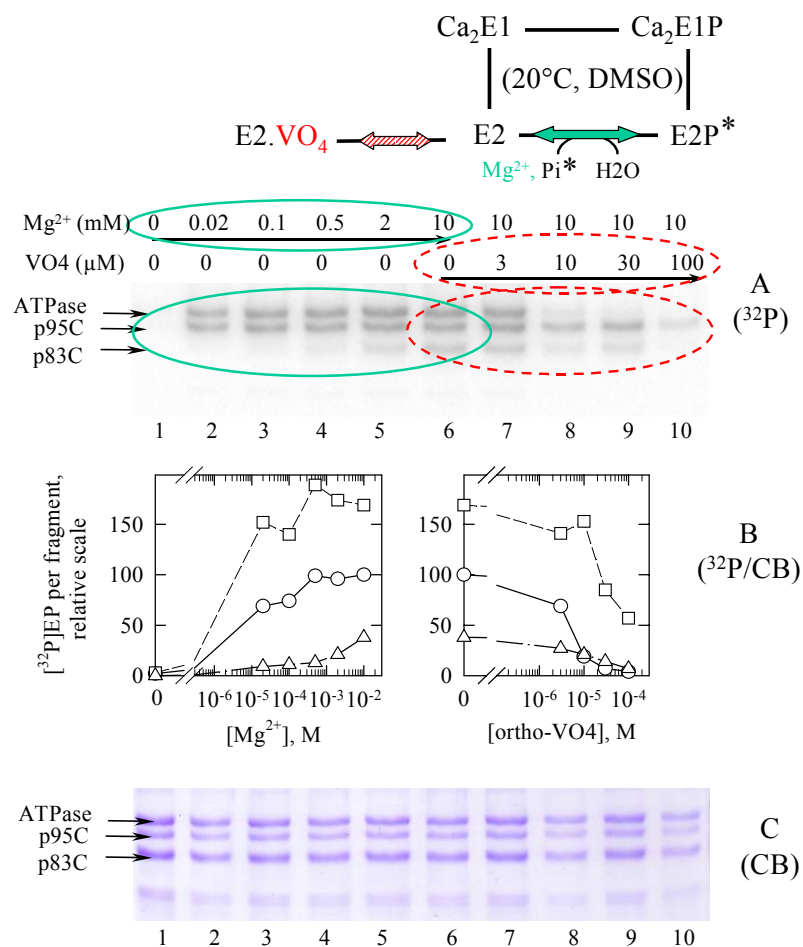 Ca₂E1 Ca₂E1P
(20°C, DMSO)
E2.VO₄ E2 E2P*
Mg²⁺, Pi* H2O
Mg²⁺ (mM) 0 0.02 0.1 0.5 2 10 10 10 10 10
VO4 (µM) 0 0 0 0 0 0 3 10 30 100
A
(³²P)
ATPase
p95C
p83C
1 2 3 4 5 6 7 8 9 10
[³²P]EP per fragment,
relative scale
150
100
50
0
0 10⁻⁶ 10⁻⁵ 10⁻⁴ 10⁻³ 10⁻²
[Mg²⁺], M
150
100
50
0
0 10⁻⁶ 10⁻⁵ 10⁻⁴
[ortho-VO4], M
B
(³²P/CB)
ATPase
p95C
p83C
C
(CB)
1 2 3 4 5 6 7 8 9 10